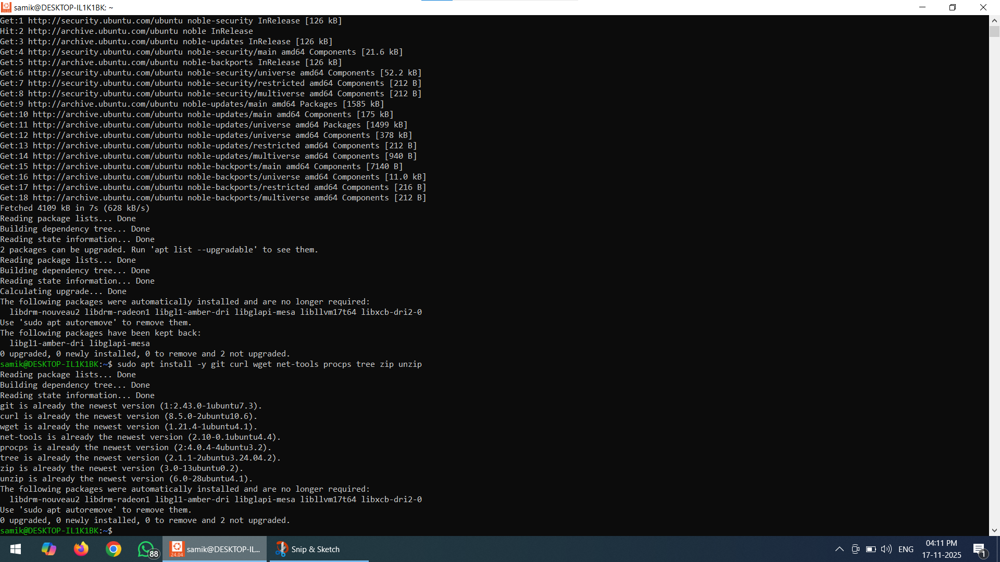 samik@DESKTOP-IL1K1BK: ~
Get:1 http://security.ubuntu.com/ubuntu noble-security InRelease [126 kB]
Hit:2 http://archive.ubuntu.com/ubuntu noble InRelease
Get:3 http://archive.ubuntu.com/ubuntu noble-updates InRelease [126 kB]
Get:4 http://security.ubuntu.com/ubuntu noble-security/main amd64 Components [21.6 kB]
Get:5 http://archive.ubuntu.com/ubuntu noble-backports InRelease [126 kB]
Get:6 http://security.ubuntu.com/ubuntu noble-security/universe amd64 Components [52.2 kB]
Get:7 http://security.ubuntu.com/ubuntu noble-security/restricted amd64 Components [212 B]
Get:8 http://security.ubuntu.com/ubuntu noble-security/multiverse amd64 Components [212 B]
Get:9 http://archive.ubuntu.com/ubuntu noble-updates/main amd64 Packages [1585 kB]
Get:10 http://archive.ubuntu.com/ubuntu noble-updates/main amd64 Components [175 kB]
Get:11 http://archive.ubuntu.com/ubuntu noble-updates/universe amd64 Packages [1499 kB]
Get:12 http://archive.ubuntu.com/ubuntu noble-updates/universe amd64 Components [378 kB]
Get:13 http://archive.ubuntu.com/ubuntu noble-updates/restricted amd64 Components [212 B]
Get:14 http://archive.ubuntu.com/ubuntu noble-updates/multiverse amd64 Components [940 B]
Get:15 http://archive.ubuntu.com/ubuntu noble-backports/main amd64 Components [7140 B]
Get:16 http://archive.ubuntu.com/ubuntu noble-backports/universe amd64 Components [11.0 kB]
Get:17 http://archive.ubuntu.com/ubuntu noble-backports/restricted amd64 Components [216 B]
Get:18 http://archive.ubuntu.com/ubuntu noble-backports/multiverse amd64 Components [212 B]
Fetched 4109 kB in 7s (628 kB/s)
Reading package lists... Done
Building dependency tree... Done
Reading state information... Done
2 packages can be upgraded. Run 'apt list --upgradable' to see them.
Reading package lists... Done
Building dependency tree... Done
Reading state information... Done
Calculating upgrade... Done
The following packages were automatically installed and are no longer required:
  libdrm-nouveau2 libdrm-radeon1 libgl1-amber-dri libglapi-mesa libllvm17t64 libxcb-dri2-0
Use 'sudo apt autoremove' to remove them.
The following packages have been kept back:
  libgl1-amber-dri libglapi-mesa
0 upgraded, 0 newly installed, 0 to remove and 2 not upgraded.
samik@DESKTOP-IL1K1BK:~$ sudo apt install -y git curl wget net-tools procps tree zip unzip
Reading package lists... Done
Building dependency tree... Done
Reading state information... Done
git is already the newest version (1:2.43.0-1ubuntu7.3).
curl is already the newest version (8.5.0-2ubuntu10.6).
wget is already the newest version (1.21.4-1ubuntu4.1).
net-tools is already the newest version (2.10-0.1ubuntu4.4).
procps is already the newest version (2:4.0.4-4ubuntu3.2).
tree is already the newest version (2.1.1-2ubuntu3.24.04.2).
zip is already the newest version (3.0-13ubuntu0.2).
unzip is already the newest version (6.0-28ubuntu4.1).
The following packages were automatically installed and are no longer required:
  libdrm-nouveau2 libdrm-radeon1 libgl1-amber-dri libglapi-mesa libllvm17t64 libxcb-dri2-0
Use 'sudo apt autoremove' to remove them.
0 upgraded, 0 newly installed, 0 to remove and 2 not upgraded.
samik@DESKTOP-IL1K1BK:~$
88
24.04
samik@DESKTOP-IL...
Snip & Sketch
ENG
04:11 PM
17-11-2025
1